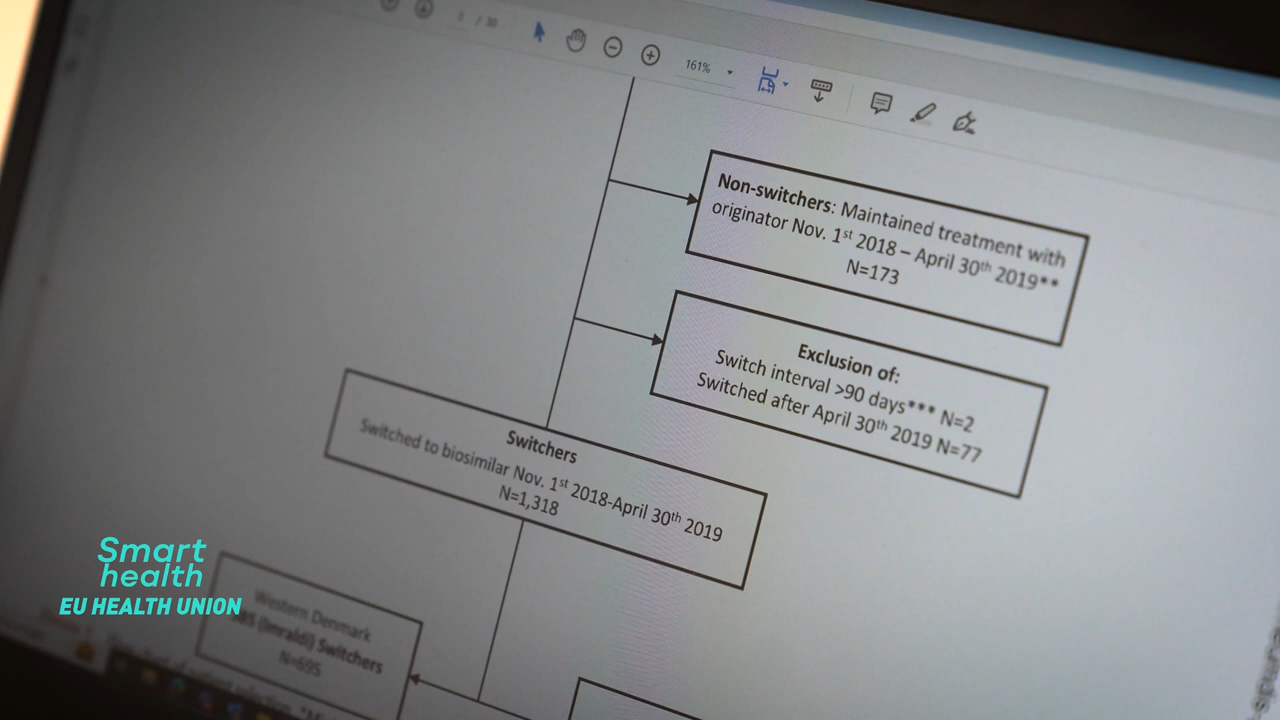 161%
Non-switchers: Maintained treatment with
originator Nov. 1st 2018 – April 30th 2019**
N=173
Exclusion of:
Switch interval >90 days*** N=2
Switched after April 30th 2019 N=77
Switchers
Switched to biosimilar Nov. 1st 2018-April 30th 2019
N=1,318
Western Denmark
(Imraldi) Switchers
N=695
Smart
health
EU HEALTH UNION